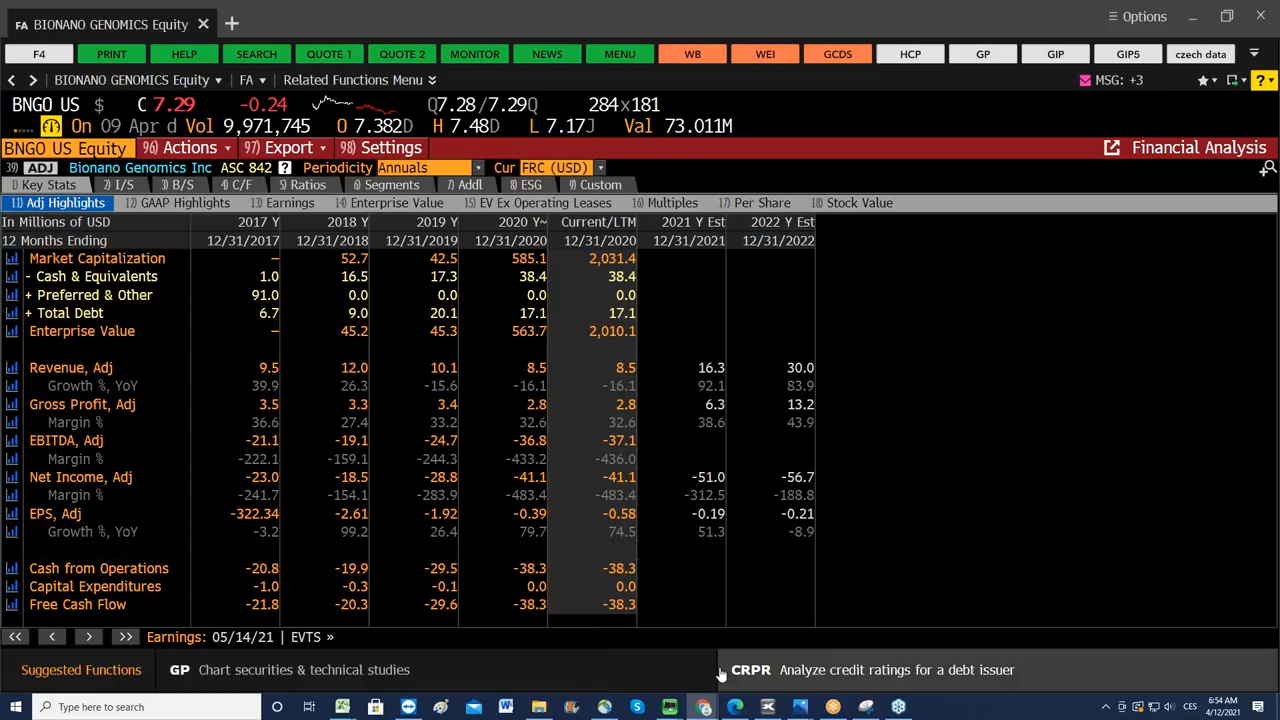 FA BIONANO GENOMICS Equity
Options
F4 PRINT HELP SEARCH QUOTE 1 QUOTE 2 MONITOR NEWS MENU WB WEI GCDS HCP GP GIP GIP5 czech data
BIONANO GENOMICS Equity FA Related Functions Menu MSG: +3
BNGO US $ C 7.29 -0.24 Q7.28/7.29Q 284x181
On 09 Apr d Vol 9,971,745 O 7.382D H 7.48D L 7.17J Val 73.011M
BNGO US Equity 96) Actions 97) Export 98) Settings Financial Analysis
39) ADJ Bionano Genomics Inc ASC 842 ? Periodicity Annuals Cur FRC (USD)
1) Key Stats 2) I/S 3) B/S 4) C/F 5) Ratios 6) Segments 7) Addl 8) ESG 9) Custom
11) Adj Highlights 12) GAAP Highlights 13) Earnings 14) Enterprise Value 15) EV Ex Operating Leases 16) Multiples 17) Per Share 18) Stock Value
In Millions of USD 2017 Y 2018 Y 2019 Y 2020 Y~ Current/LTM 2021 Y Est 2022 Y Est
12 Months Ending 12/31/2017 12/31/2018 12/31/2019 12/31/2020 12/31/2020 12/31/2021 12/31/2022
Market Capitalization – 52.7 42.5 585.1 2,031.4
- Cash & Equivalents 1.0 16.5 17.3 38.4 38.4
+ Preferred & Other 91.0 0.0 0.0 0.0 0.0
+ Total Debt 6.7 9.0 20.1 17.1 17.1
Enterprise Value – 45.2 45.3 563.7 2,010.1
Revenue, Adj 9.5 12.0 10.1 8.5 8.5 16.3 30.0
Growth %, YoY 39.9 26.3 -15.6 -16.1 -16.1 92.1 83.9
Gross Profit, Adj 3.5 3.3 3.4 2.8 2.8 6.3 13.2
Margin % 36.6 27.4 33.2 32.6 32.6 38.6 43.9
EBITDA, Adj -21.1 -19.1 -24.7 -36.8 -37.1
Margin % -222.1 -159.1 -244.3 -433.2 -436.0
Net Income, Adj -23.0 -18.5 -28.8 -41.1 -41.1 -51.0 -56.7
Margin % -241.7 -154.1 -283.9 -483.4 -483.4 -312.5 -188.8
EPS, Adj -322.34 -2.61 -1.92 -0.39 -0.58 -0.19 -0.21
Growth %, YoY -3.2 99.2 26.4 79.7 74.5 51.3 -8.9
Cash from Operations -20.8 -19.9 -29.5 -38.3 -38.3
Capital Expenditures -1.0 -0.3 -0.1 0.0 0.0
Free Cash Flow -21.8 -20.3 -29.6 -38.3 -38.3
Earnings: 05/14/21 | EVTS »
Suggested Functions GP Chart securities & technical studies CRPR Analyze credit ratings for a debt issuer
Type here to search CES 6:54 AM
4/12/2021